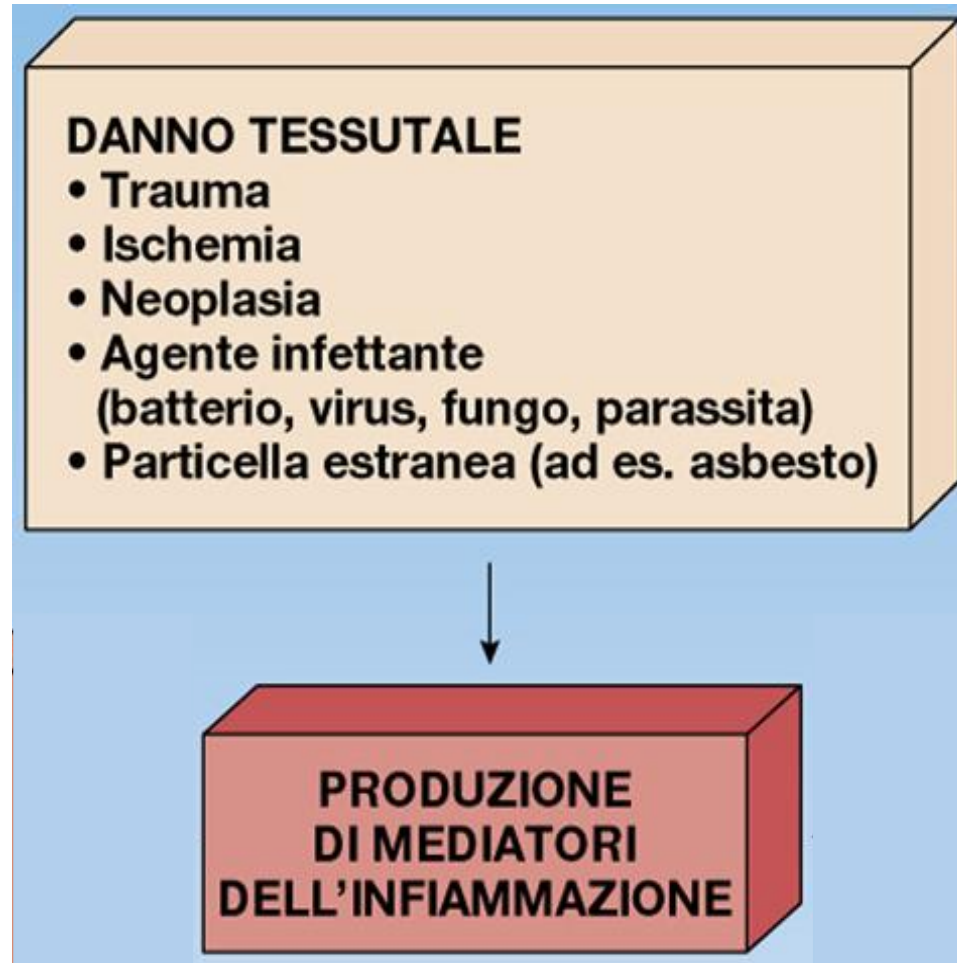 DANNO TESSUTALE
• Trauma
• Ischemia
• Neoplasia
• Agente infettante
(batterio, virus, fungo, parassita)
• Particella estranea (ad es. asbesto)
PRODUZIONE
DI MEDIATORI
DELL'INFIAMMAZIONE